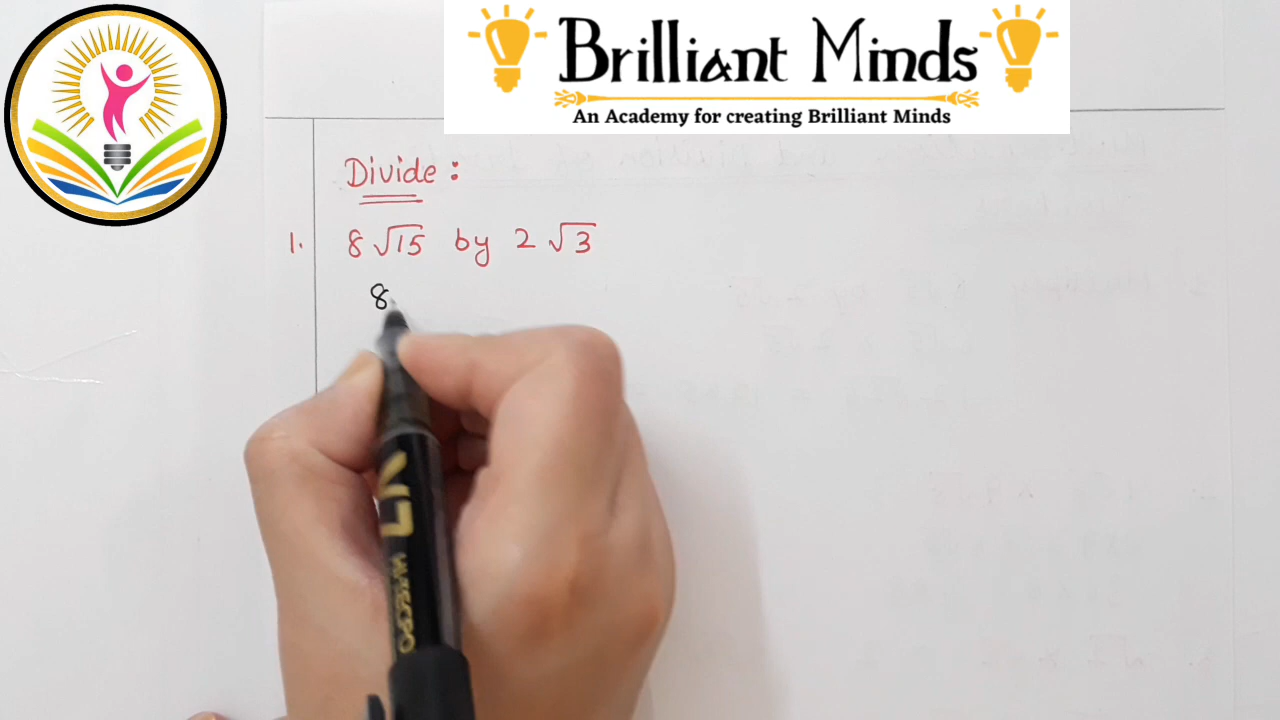 Brilliant Minds
An Academy for creating Brilliant Minds
Divide :
1. 8√15 by 2√3
8